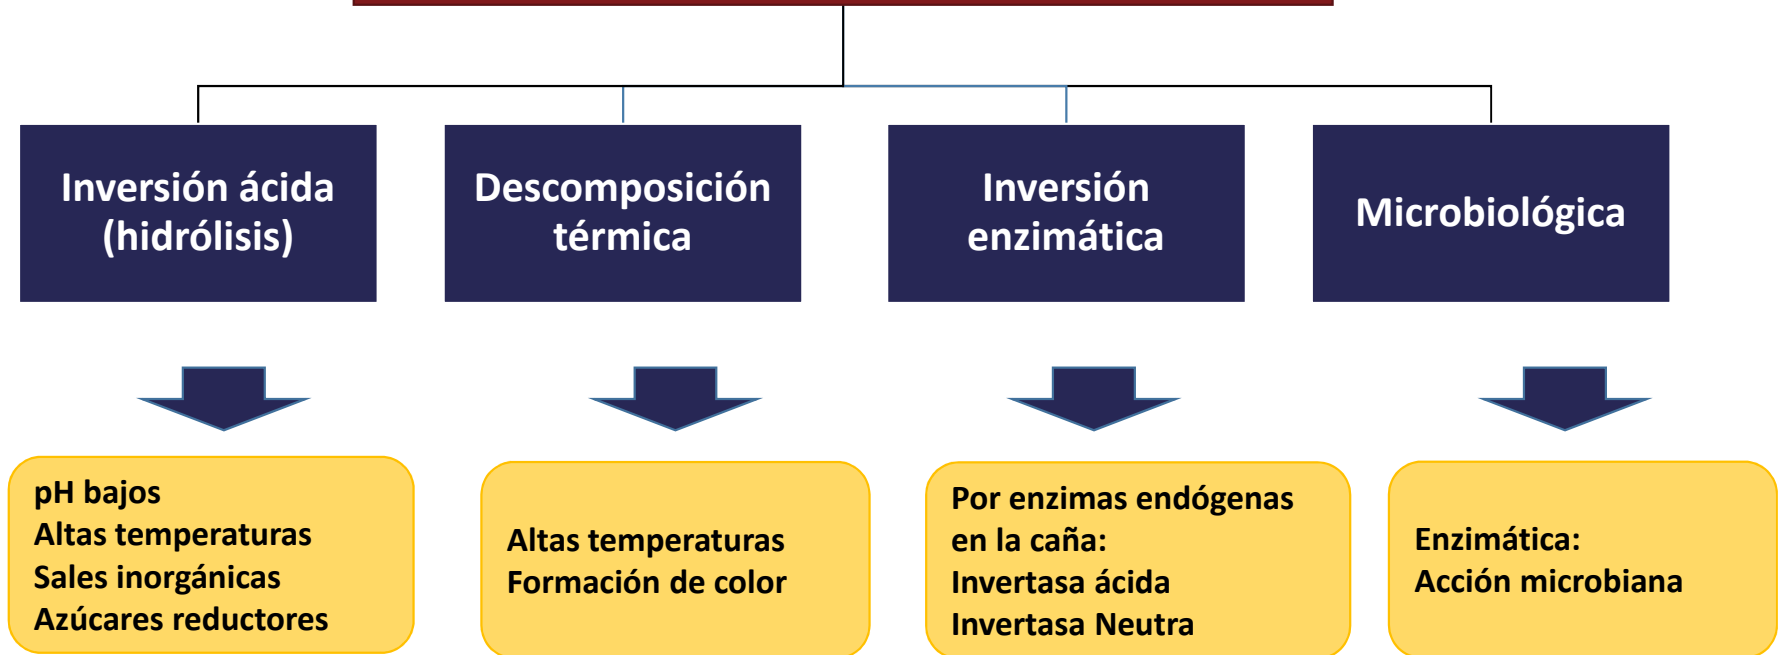 Inversión ácida
(hidrólisis)
Descomposición
térmica
Inversión
enzimática
Microbiológica
pH bajos
Altas temperaturas
Sales inorgánicas
Azúcares reductores
Altas temperaturas
Formación de color
Por enzimas endógenas
en la caña:
Invertasa ácida
Invertasa Neutra
Enzimática:
Acción microbiana